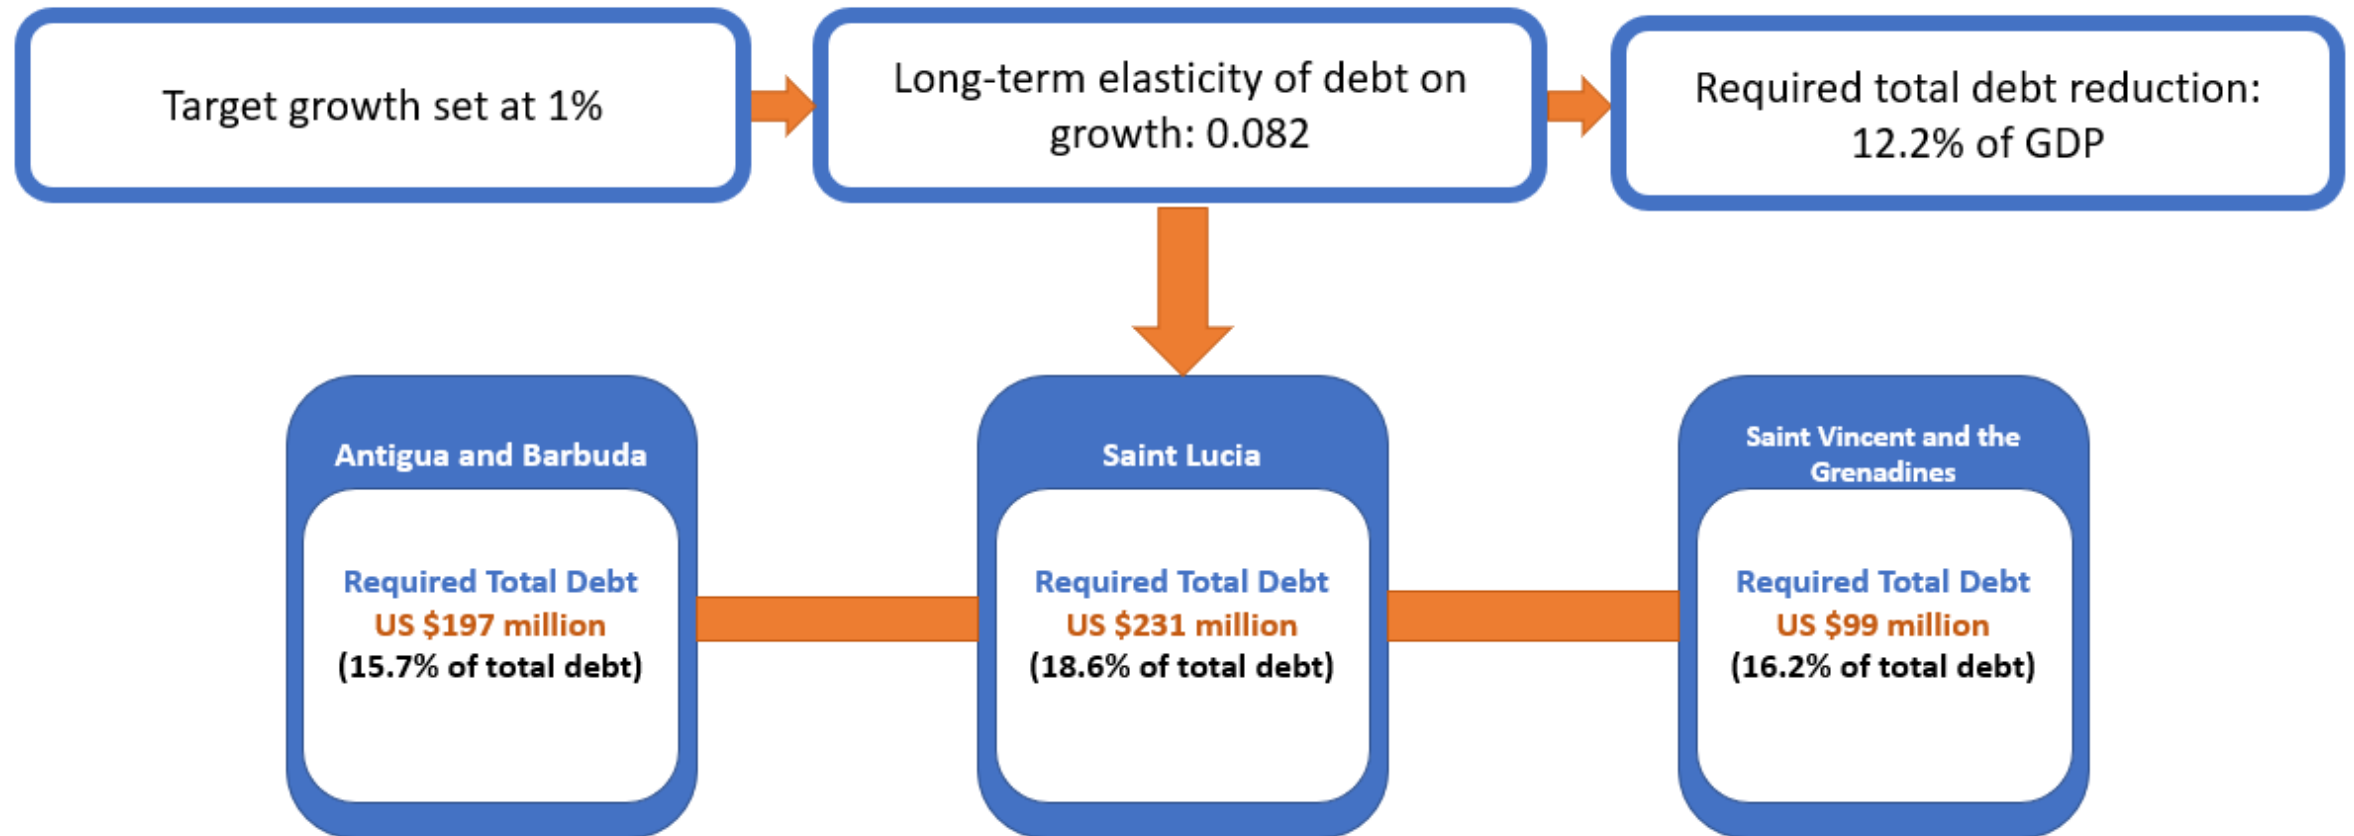 Target growth set at 1%
Long-term elasticity of debt on
growth: 0.082
Required total debt reduction:
12.2% of GDP
Antigua and Barbuda
Required Total Debt
US $197 million
(15.7% of total debt)
Saint Lucia
Required Total Debt
US $231 million
(18.6% of total debt)
Saint Vincent and the
Grenadines
Required Total Debt
US $99 million
(16.2% of total debt)